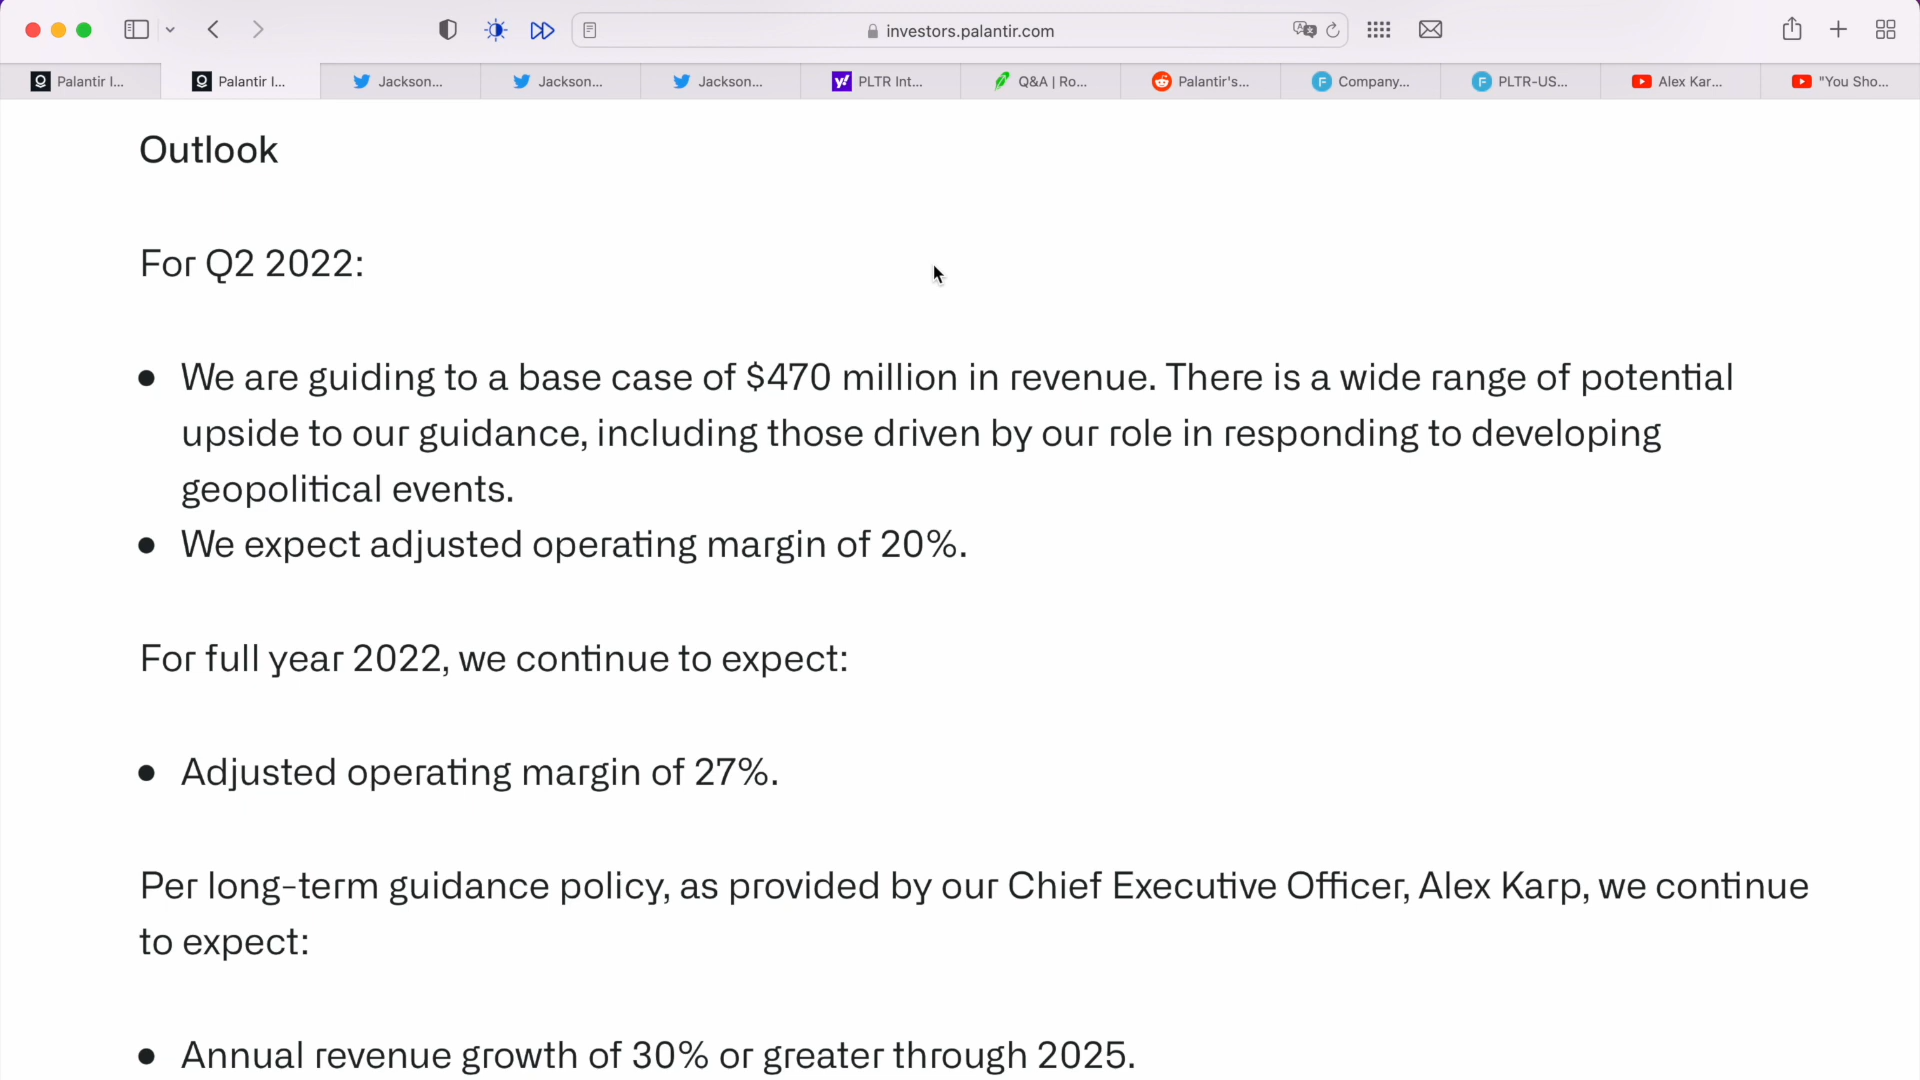 investors.palantir.com
Palantir I...
Palantir I...
Jackson...
Jackson...
Jackson...
PLTR Int...
Q&A | Ro...
Palantir's...
Company...
PLTR-US...
Alex Kar...
"You Sho...
Outlook
For Q2 2022:
● We are guiding to a base case of $470 million in revenue. There is a wide range of potential
upside to our guidance, including those driven by our role in responding to developing
geopolitical events.
● We expect adjusted operating margin of 20%.
For full year 2022, we continue to expect:
● Adjusted operating margin of 27%.
Per long-term guidance policy, as provided by our Chief Executive Officer, Alex Karp, we continue
to expect:
● Annual revenue growth of 30% or greater through 2025.